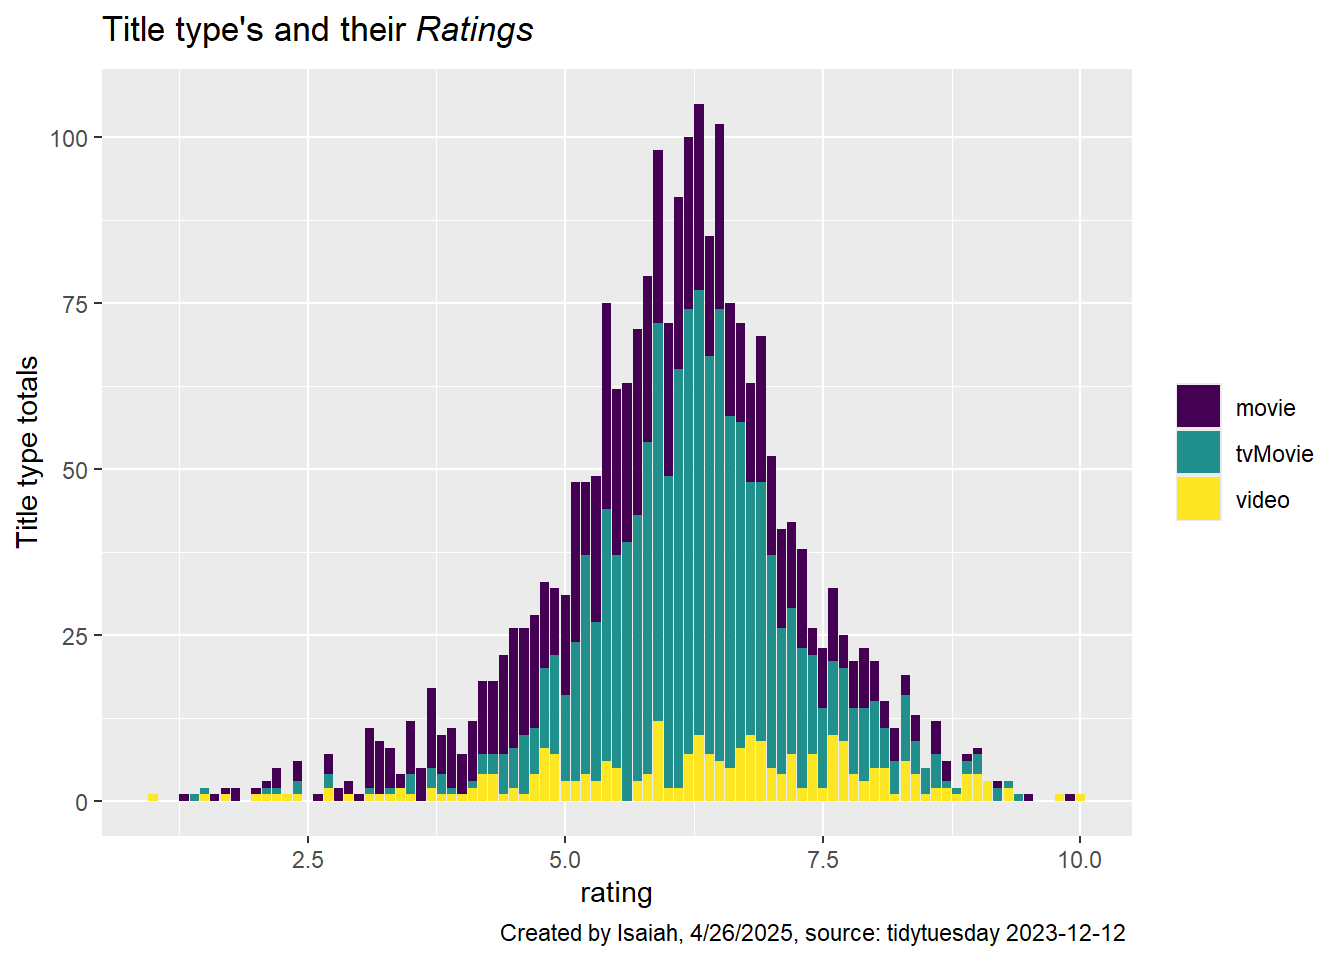 Title type's and their Ratings
100
75
50
25
0
Title type totals
2.5 5.0 7.5 10.0
rating
movie
tvMovie
video
Created by Isaiah, 4/26/2025, source: tidytuesday 2023-12-12